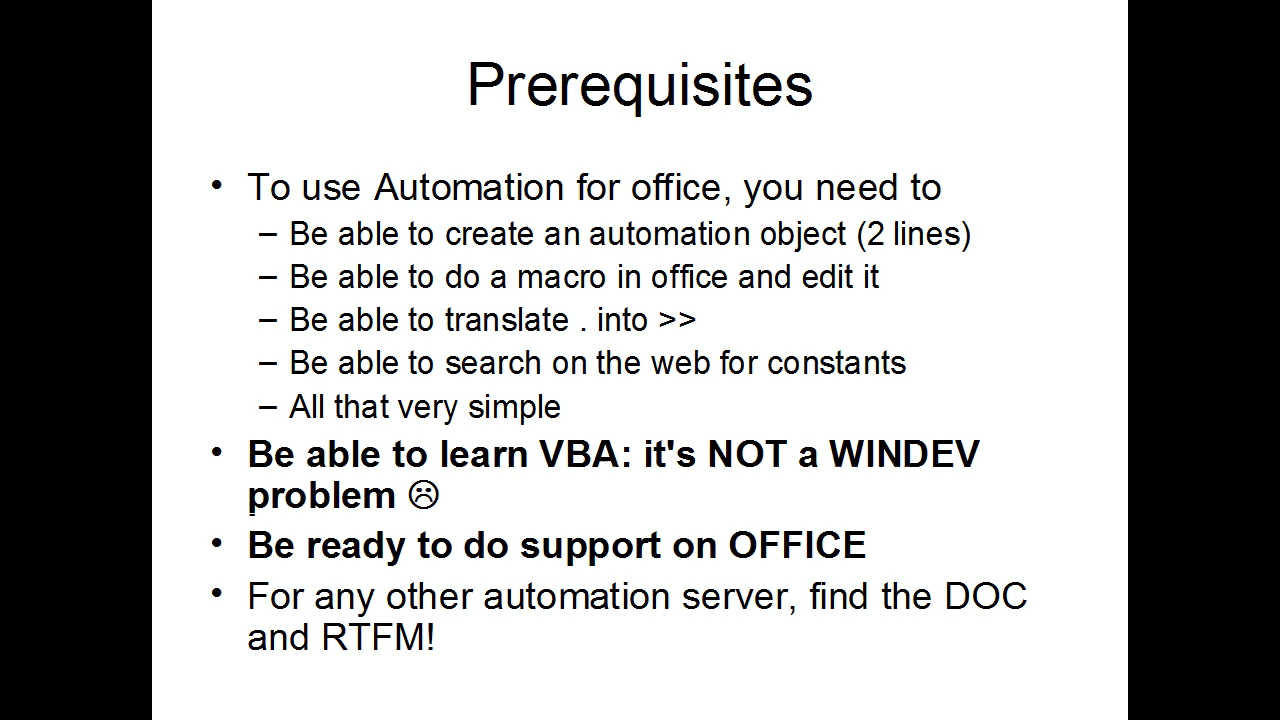 Prerequisites
• To use Automation for office, you need to
– Be able to create an automation object (2 lines)
– Be able to do a macro in office and edit it
– Be able to translate . into >>
– Be able to search on the web for constants
– All that very simple
• Be able to learn VBA: it's NOT a WINDEV
problem ☹
• Be ready to do support on OFFICE
• For any other automation server, find the DOC
and RTFM!